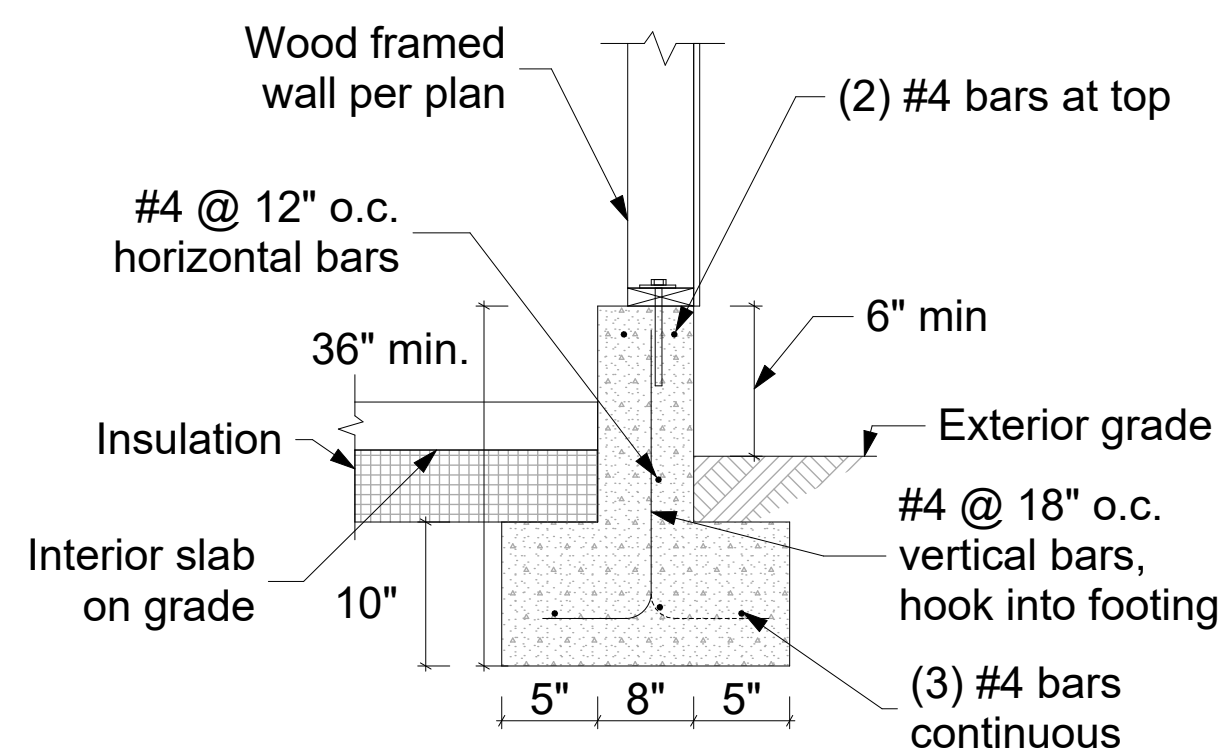 Wood framed
wall per plan
(2) #4 bars at top
#4 @ 12" o.c.
horizontal bars
6" min
36" min.
Insulation
Exterior grade
#4 @ 18" o.c.
vertical bars,
hook into footing
Interior slab
on grade
10"
5"
8"
5"
(3) #4 bars
continuous